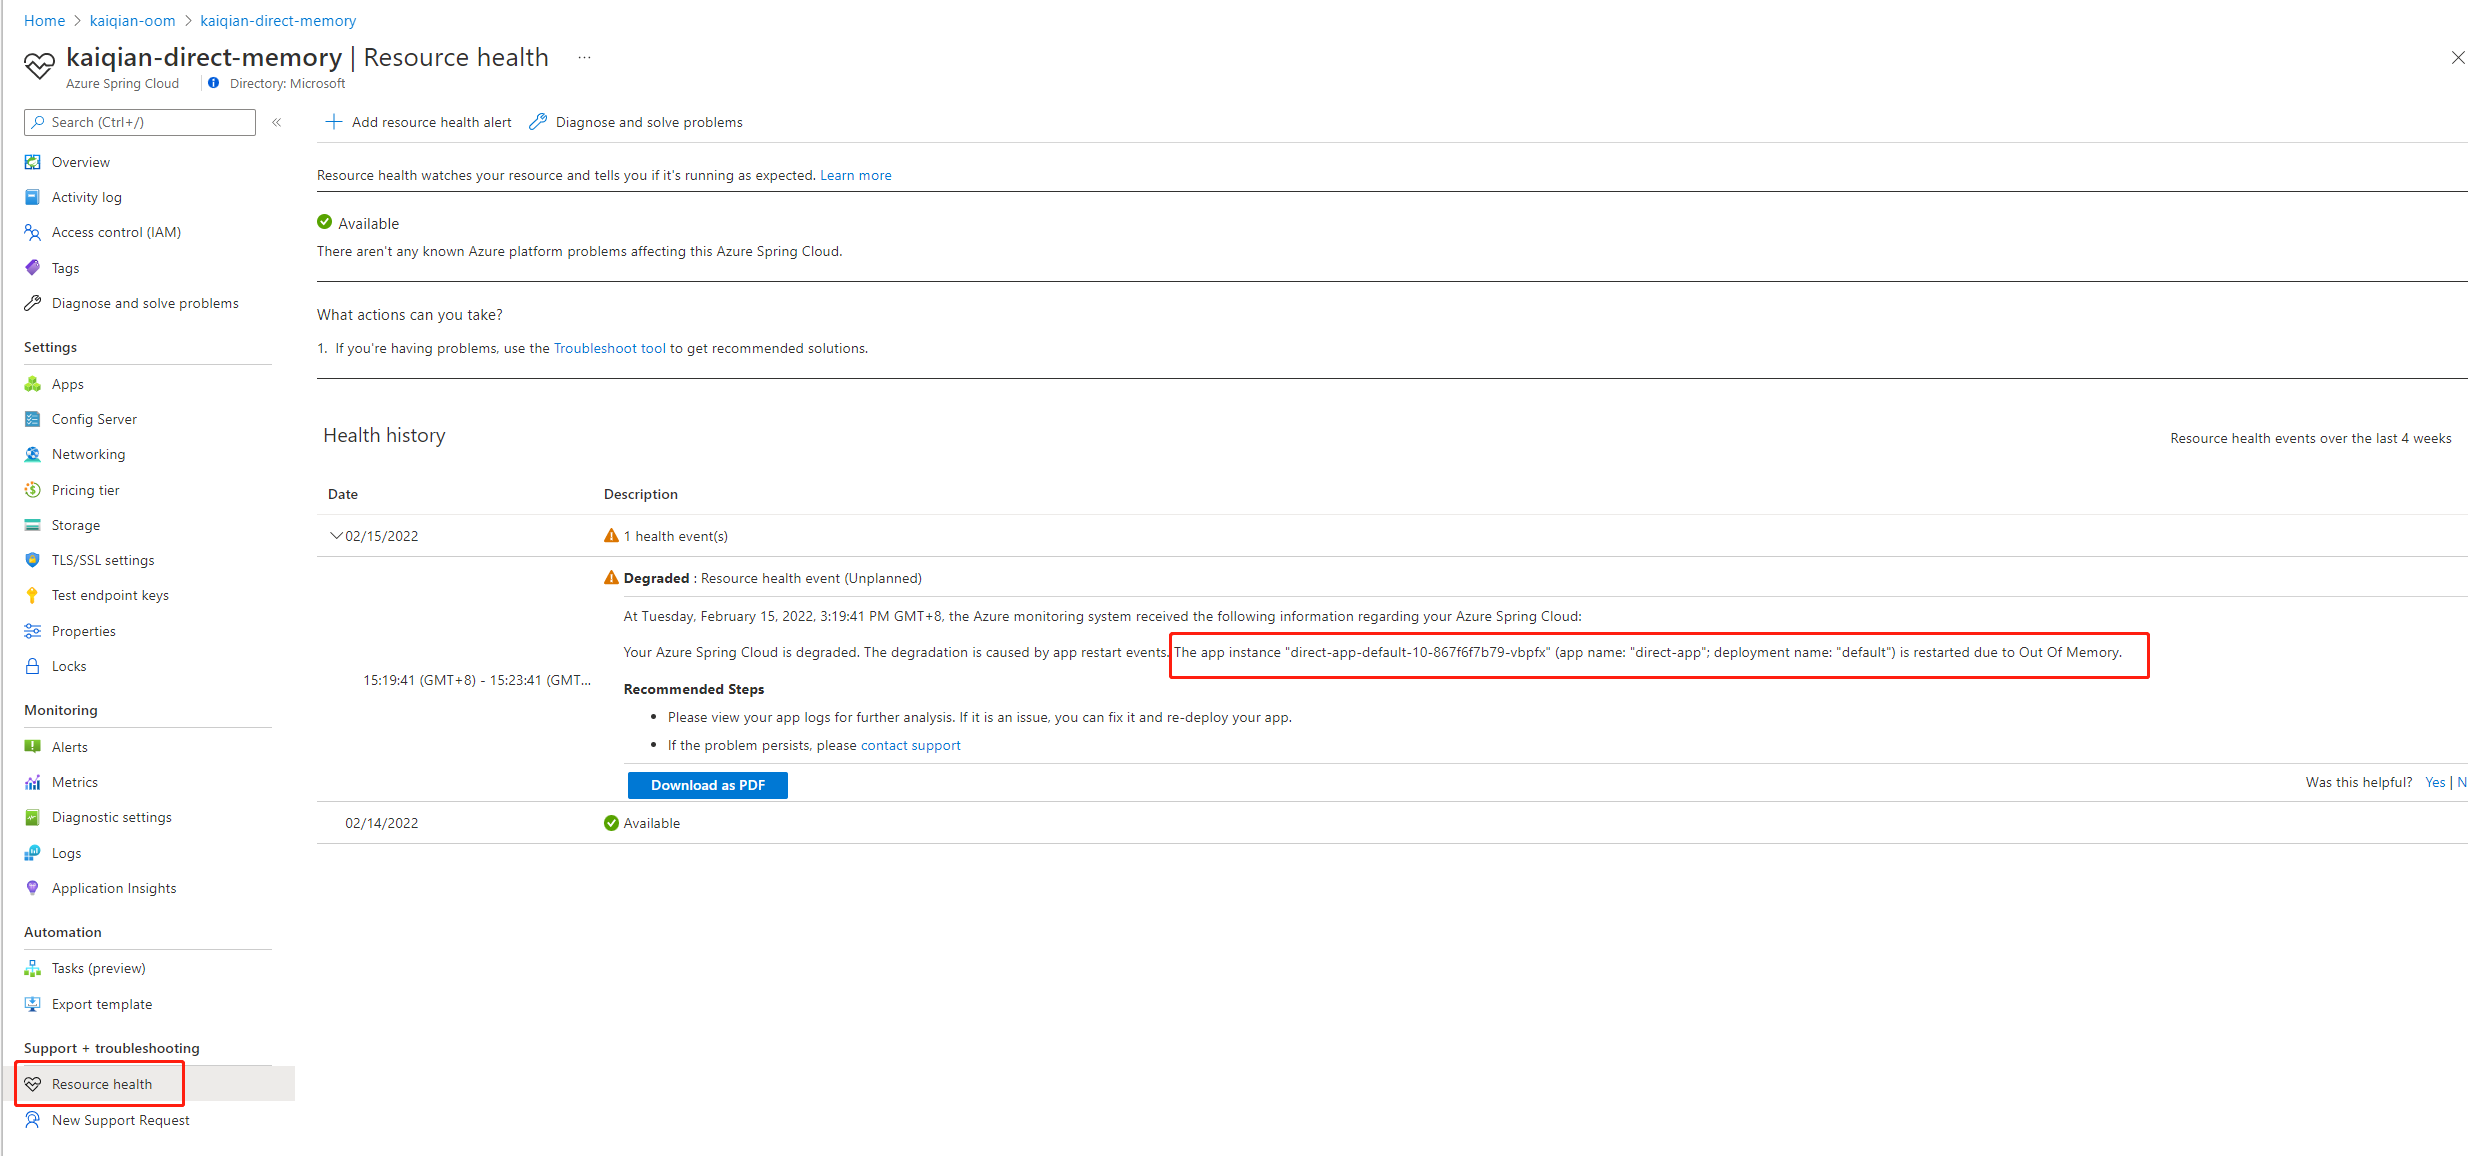 Home > kaiqian-oom > kaiqian-direct-memory
kaiqian-direct-memory | Resource health ...
Azure Spring Cloud | Directory: Microsoft
Search (Ctrl+/) «
Overview
Activity log
Access control (IAM)
Tags
Diagnose and solve problems
Settings
Apps
Config Server
Networking
Pricing tier
Storage
TLS/SSL settings
Test endpoint keys
Properties
Locks
Monitoring
Alerts
Metrics
Diagnostic settings
Logs
Application Insights
Automation
Tasks (preview)
Export template
Support + troubleshooting
Resource health
New Support Request
Add resource health alert Diagnose and solve problems
Resource health watches your resource and tells you if it's running as expected. Learn more
Available
There aren't any known Azure platform problems affecting this Azure Spring Cloud.
What actions can you take?
1. If you're having problems, use the Troubleshoot tool to get recommended solutions.
Health history
Resource health events over the last 4 weeks
Date Description
02/15/2022 1 health event(s)
Degraded : Resource health event (Unplanned)
At Tuesday, February 15, 2022, 3:19:41 PM GMT+8, the Azure monitoring system received the following information regarding your Azure Spring Cloud:
Your Azure Spring Cloud is degraded. The degradation is caused by app restart events. The app instance "direct-app-default-10-867f6f7b79-vbpfx" (app name: "direct-app"; deployment name: "default") is restarted due to Out Of Memory.
15:19:41 (GMT+8) - 15:23:41 (GMT...
Recommended Steps
• Please view your app logs for further analysis. If it is an issue, you can fix it and re-deploy your app.
• If the problem persists, please contact support
Download as PDF
Was this helpful? Yes | N
02/14/2022 Available